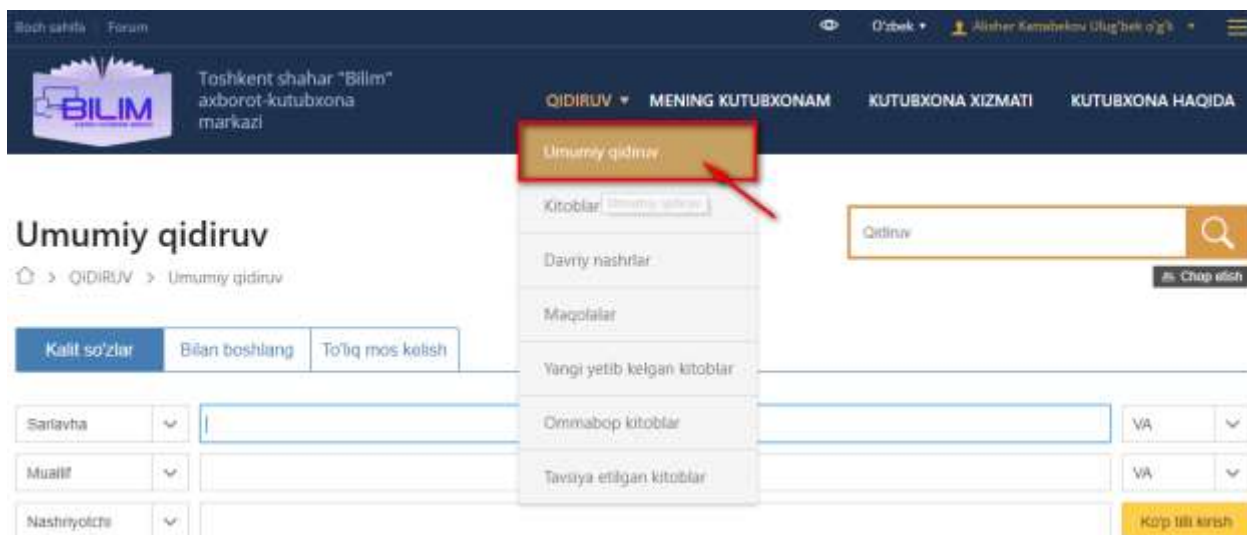 Bosh sahifa Forum
O'zbek
BILIM
Toshkent shahar "Bilim"
axborot-kutubxona
markazi
QIDIRUV MENING KUTUBXONAM KUTUBXONA XIZMATI KUTUBXONA HAQIDA
Umumiy qidiruv
Kitoblar Umumiy qidiruv
Davriy nashrlar
Maqolalar
Yangi yetib kelgan kitoblar
Ommabop kitoblar
Tavsiya etilgan kitoblar
Umumiy qidiruv
QIDIRUV > Umumiy qidiruv
Qidiruv
Chop etish
Kalit so'zlar Bilan boshlang To'liq mos kelish
Sarlavha VA
Muallif VA
Nashriyotchi Ko'p tilli kirish